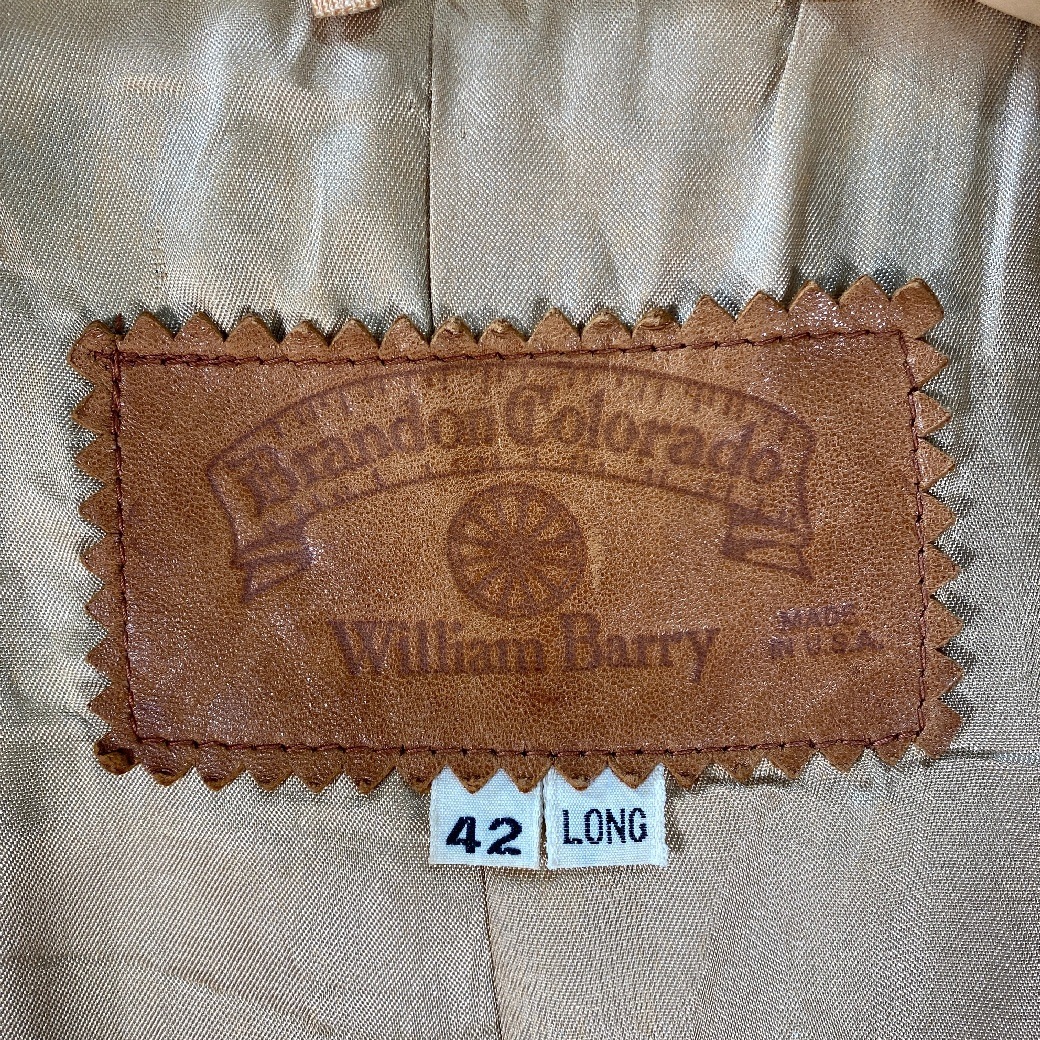 Brandon Colorado
William Barry
MADE
IN U.S.A.
42
LONG